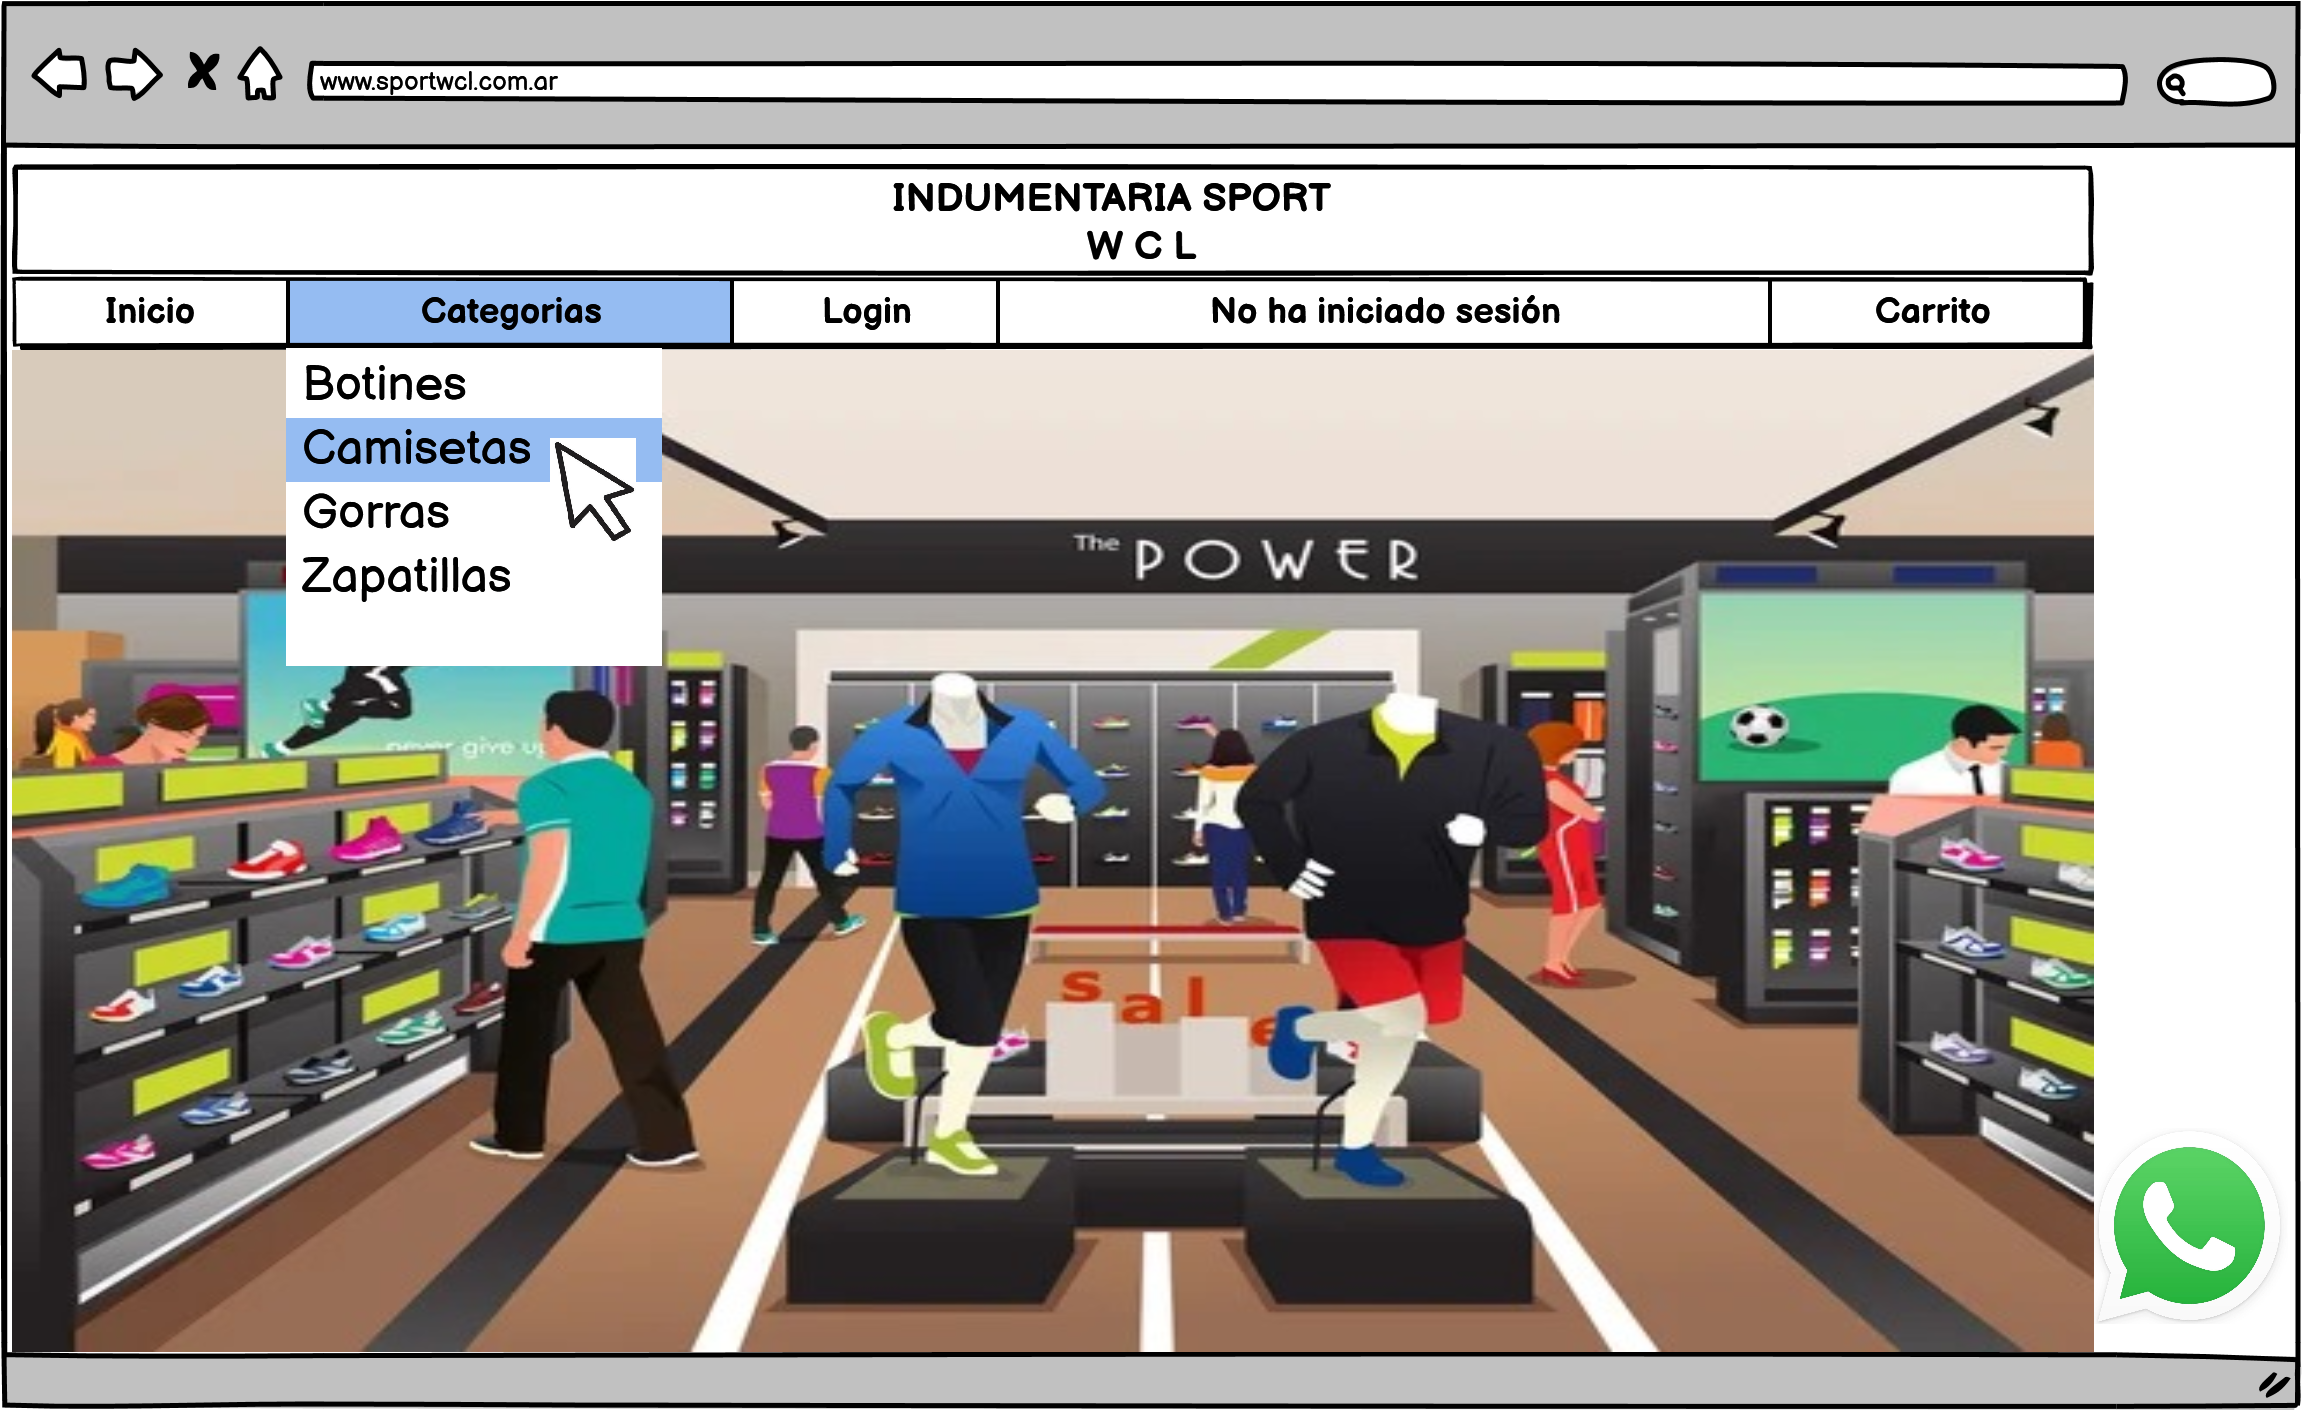 www.sportwcl.com.ar
INDUMENTARIA SPORT
W C L
Inicio
Categorias
Login
No ha iniciado sesión
Carrito
Botines
Camisetas
Gorras
Zapatillas
The POWER
never give up
sale